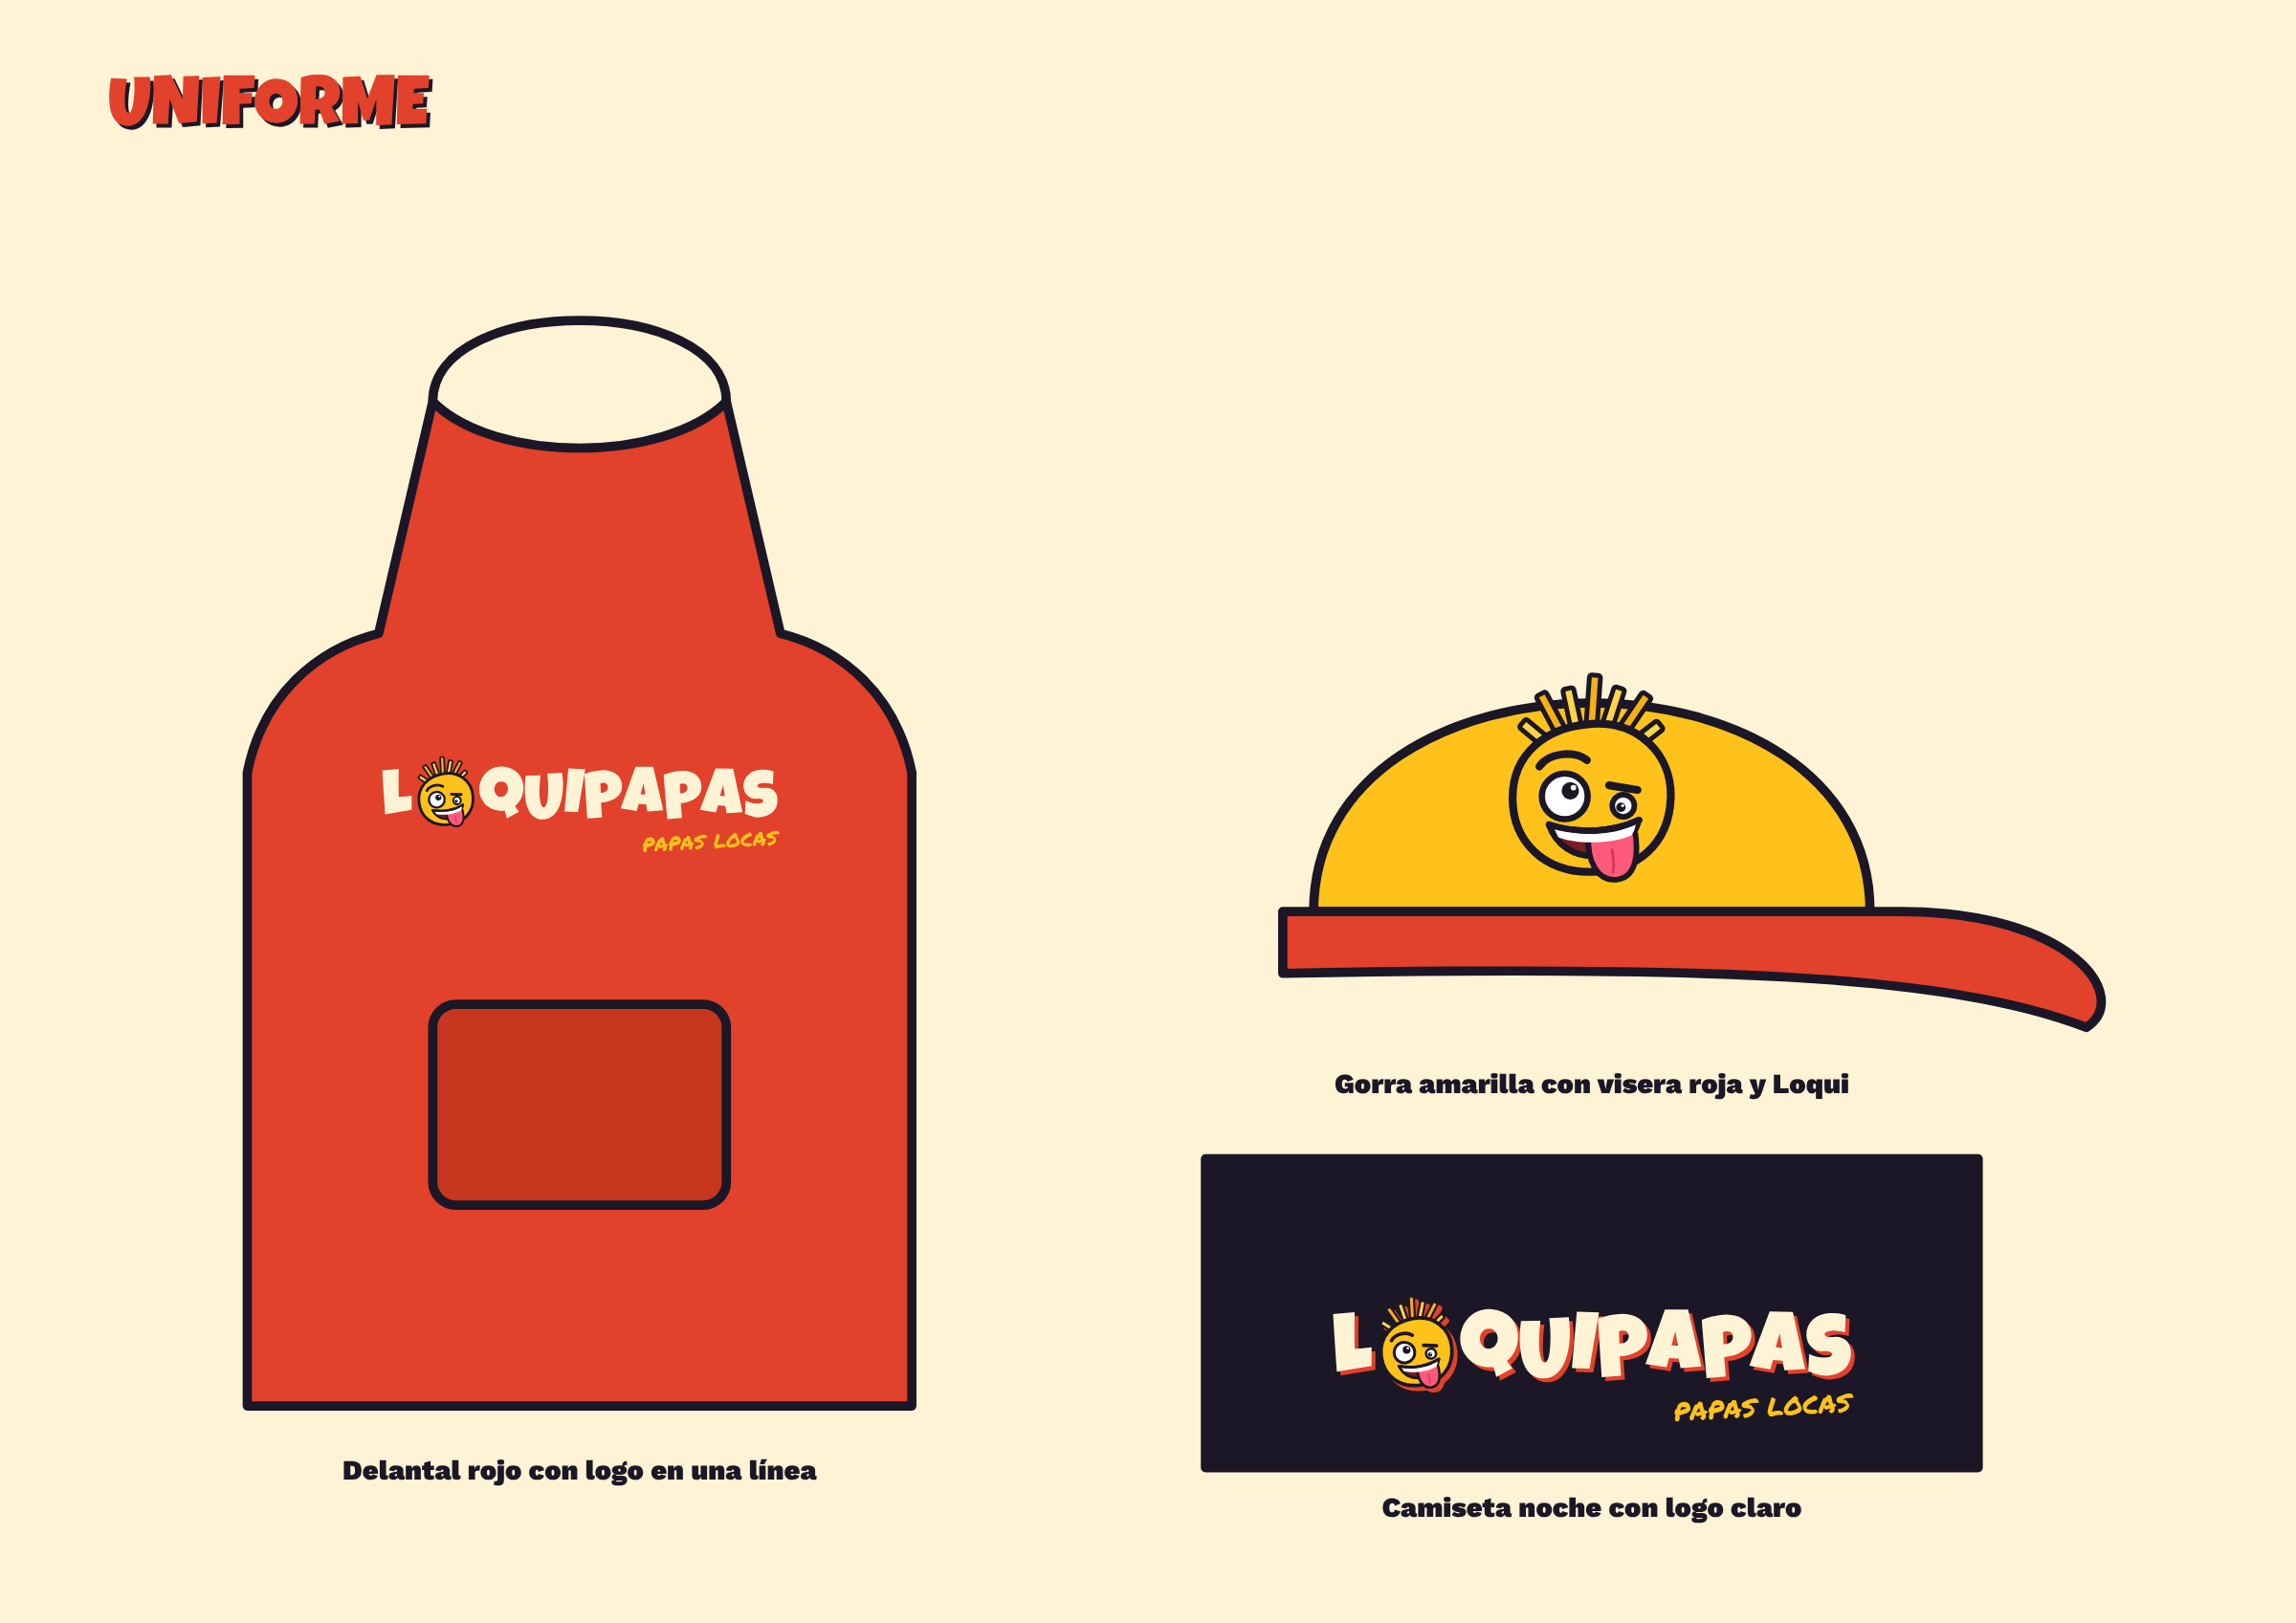 UNIFORME
LOQUIPAPAS
PAPAS LOCAS
Delantal rojo con logo en una línea
Gorra amarilla con visera roja y Loqui
LOQUIPAPAS
PAPAS LOCAS
Camiseta noche con logo claro